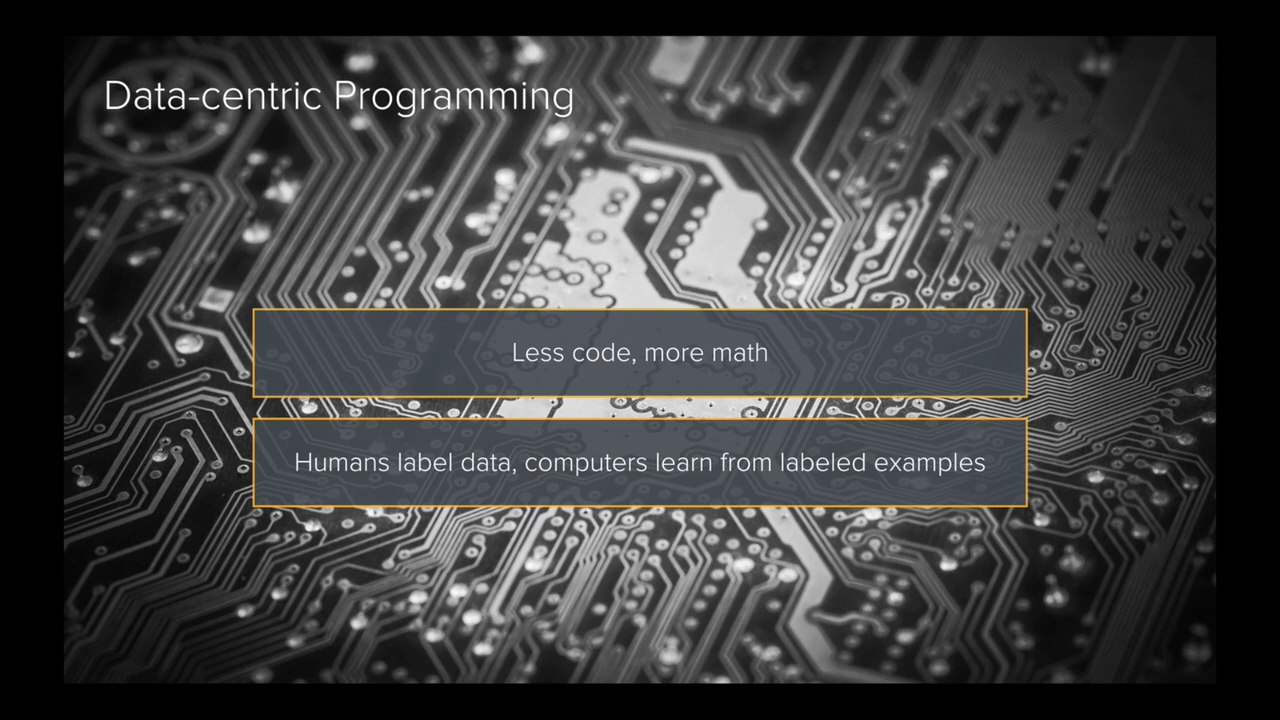 Data-centric Programming
Less code, more math
Humans label data, computers learn from labeled examples